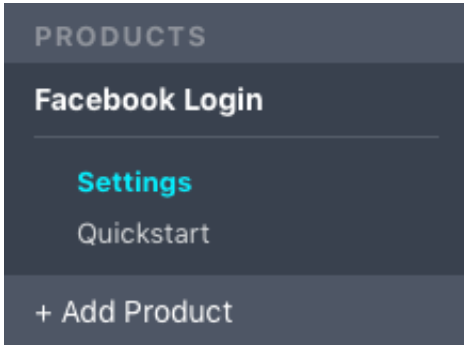 PRODUCTS
Facebook Login
Settings
Quickstart
+ Add Product